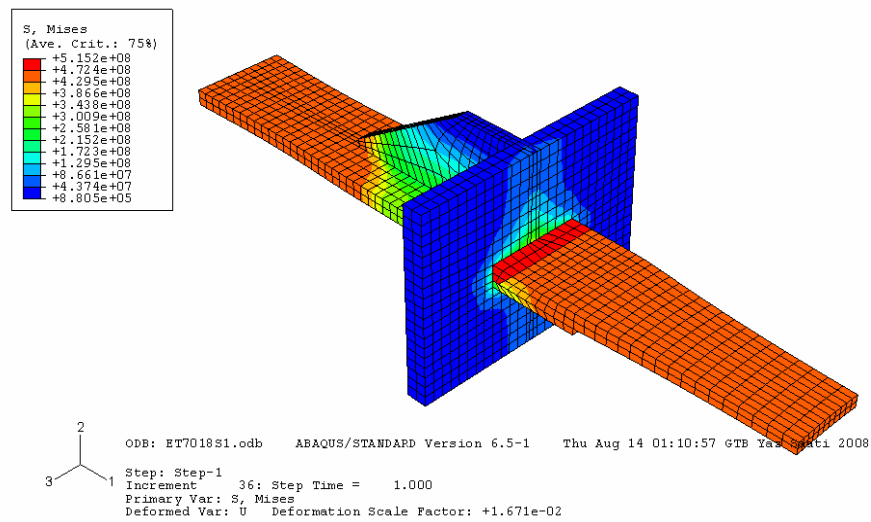 S, Mises
(Ave. Crit.: 75%)
+5.152e+08
+4.724e+08
+4.295e+08
+3.866e+08
+3.438e+08
+3.009e+08
+2.581e+08
+2.152e+08
+1.723e+08
+1.295e+08
+8.661e+07
+4.374e+07
+8.805e+05
2
3 1
ODB: ET7018S1.odb ABAQUS/STANDARD Version 6.5-1 Thu Aug 14 01:10:57 GTB Yaz Saati 2008
Step: Step-1
Increment 36: Step Time = 1.000
Primary Var: S, Mises
Deformed Var: U Deformation Scale Factor: +1.671e-02